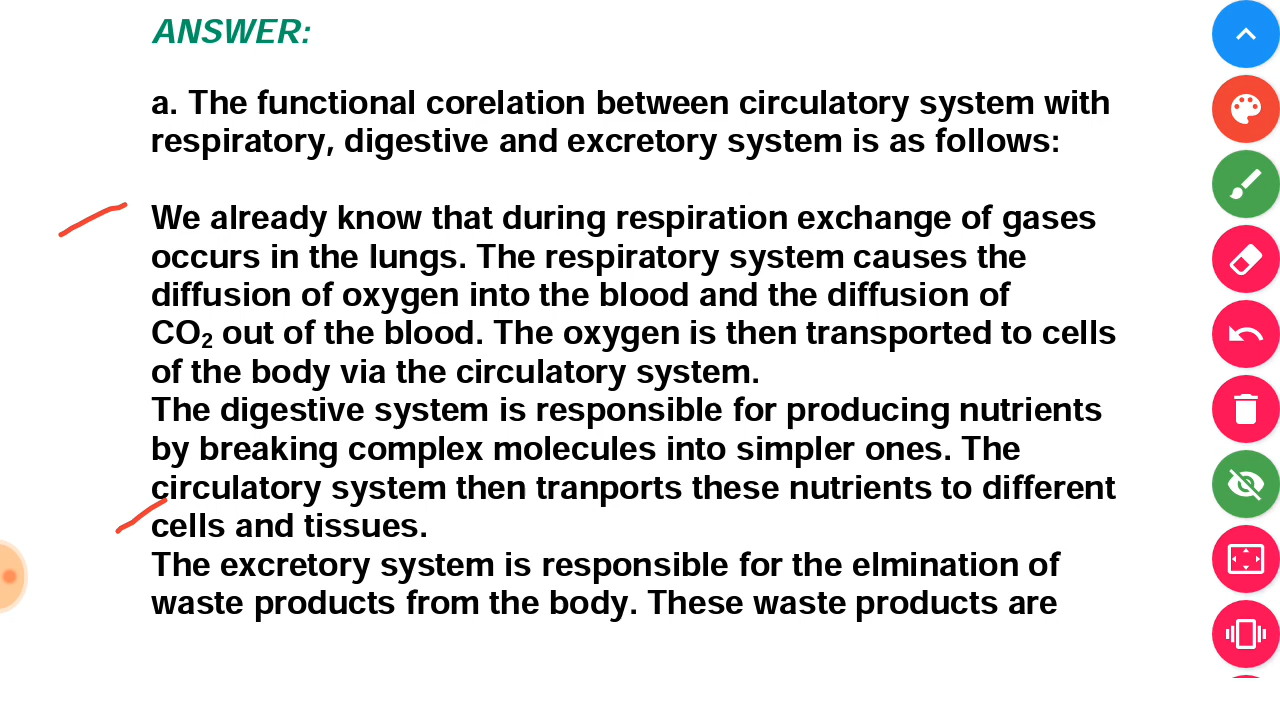 ANSWER:
a. The functional corelation between circulatory system with
respiratory, digestive and excretory system is as follows:
We already know that during respiration exchange of gases
occurs in the lungs. The respiratory system causes the
diffusion of oxygen into the blood and the diffusion of
CO₂ out of the blood. The oxygen is then transported to cells
of the body via the circulatory system.
The digestive system is responsible for producing nutrients
by breaking complex molecules into simpler ones. The
circulatory system then tranports these nutrients to different
cells and tissues.
The excretory system is responsible for the elmination of
waste products from the body. These waste products are